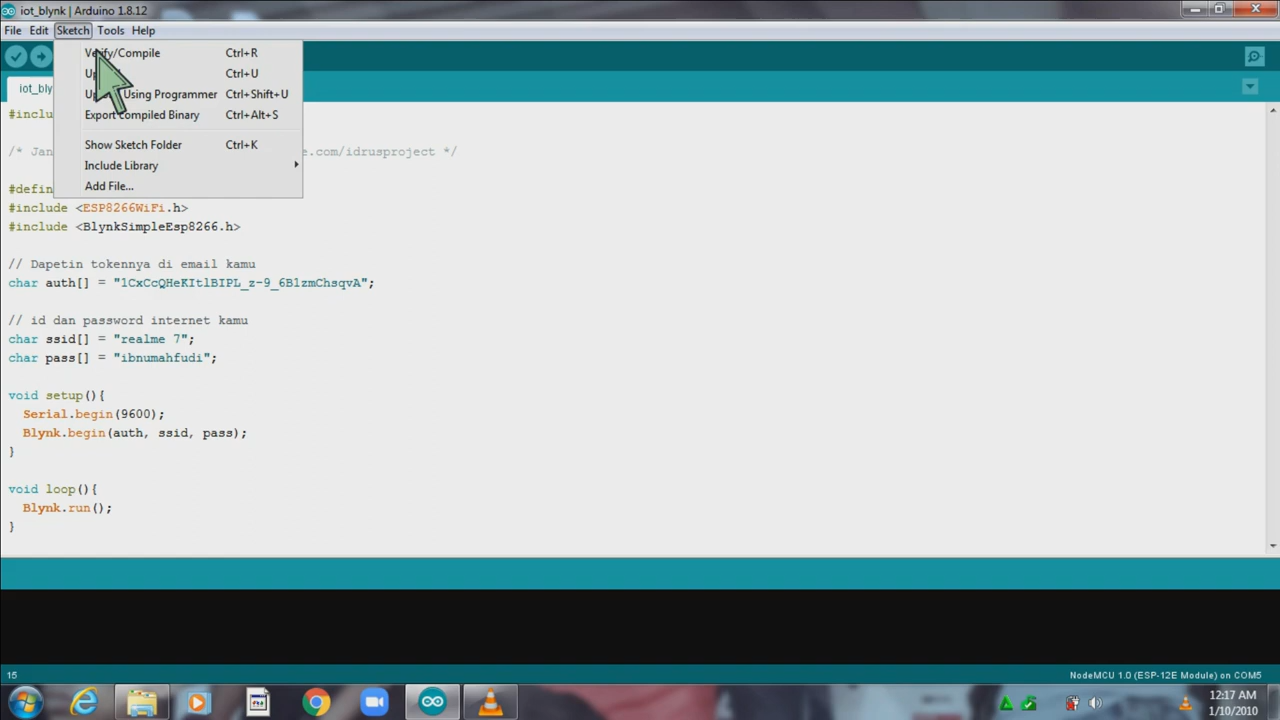 iot_blynk | Arduino 1.8.12
File Edit Sketch Tools Help
Verify/Compile Ctrl+R
Ctrl+U
Using Programmer Ctrl+Shift+U
Export Compiled Binary Ctrl+Alt+S
Show Sketch Folder Ctrl+K
Include Library
Add File...
iot_bly
#inclu
/* Jan e.com/idrusproject */
#defin
#include <ESP8266WiFi.h>
#include <BlynkSimpleEsp8266.h>
// Dapetin tokennya di email kamu
char auth[] = "1CxCcQHeKItlBIPL_z-9_6B1zmChsqvA";
// id dan password internet kamu
char ssid[] = "realme 7";
char pass[] = "ibnumahfudi";
void setup(){
Serial.begin(9600);
Blynk.begin(auth, ssid, pass);
}
void loop(){
Blynk.run();
}
15
NodeMCU 1.0 (ESP-12E Module) on COM5
12:17 AM
1/10/2010